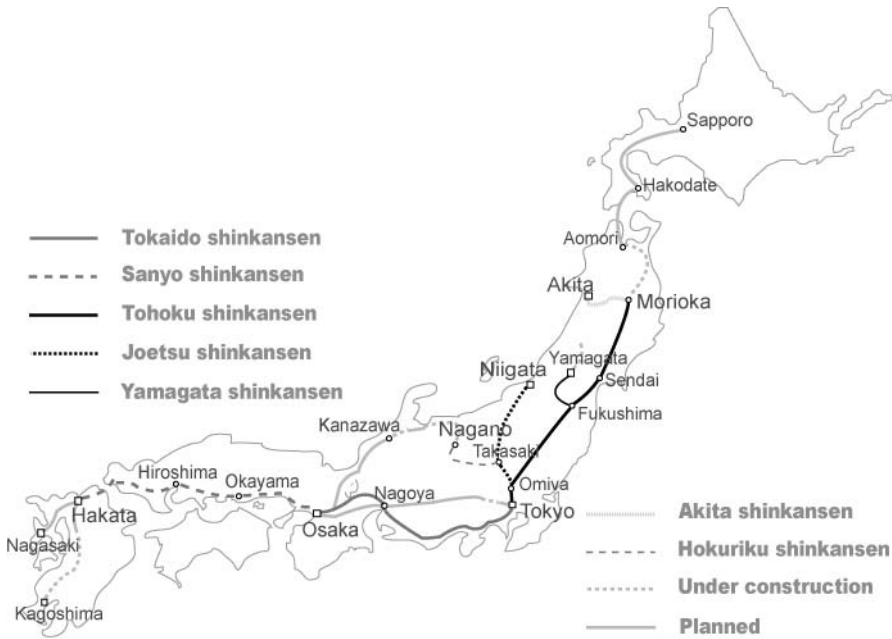 Sapporo
Hakodate
Aomori
Akita
Morioka
Tokaido shinkansen
Sanyo shinkansen
Tohoku shinkansen
Joetsu shinkansen
Yamagata shinkansen
Yamagata
Niigata
Sendai
Fukushima
Kanazawa
Nagano
Takasaki
Hiroshima
Okayama
Nagoya
Omiva
Tokyo
Hakata
Osaka
Nagasaki
Kagoshima
Akita shinkansen
Hokuriku shinkansen
Under construction
Planned